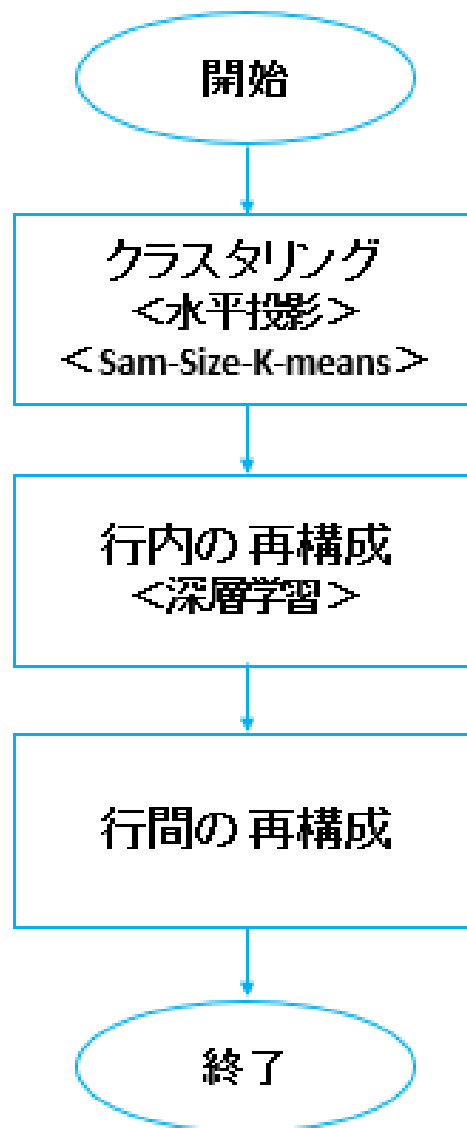 開始
クラスタリング
＜水平投影＞
＜Sam-Size-K-means＞
行内の 再構成
＜深層学習＞
行間の 再構成
終了